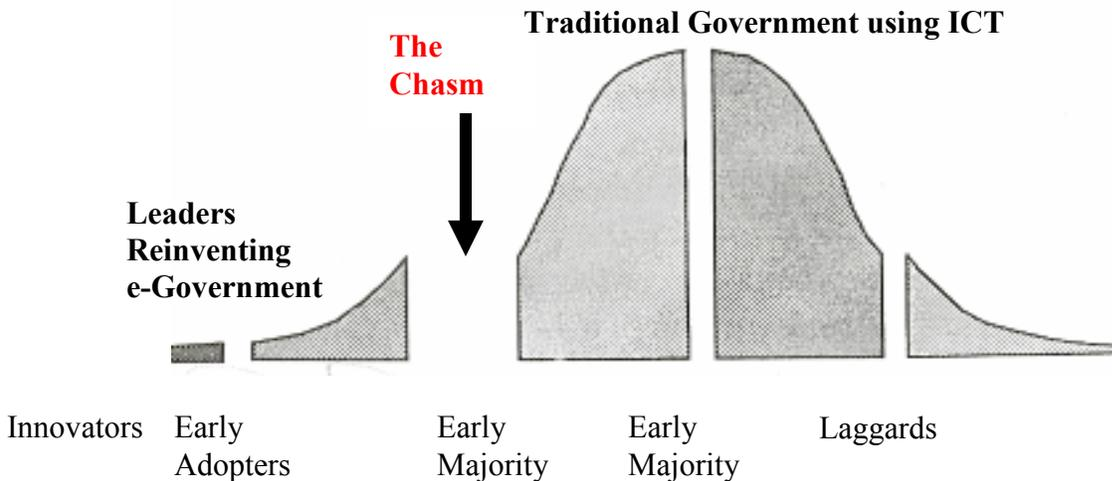 Traditional Government using ICT
The
Chasm
Leaders
Reinventing
e-Government
Innovators
Early
Adopters
Early
Majority
Early
Majority
Laggards